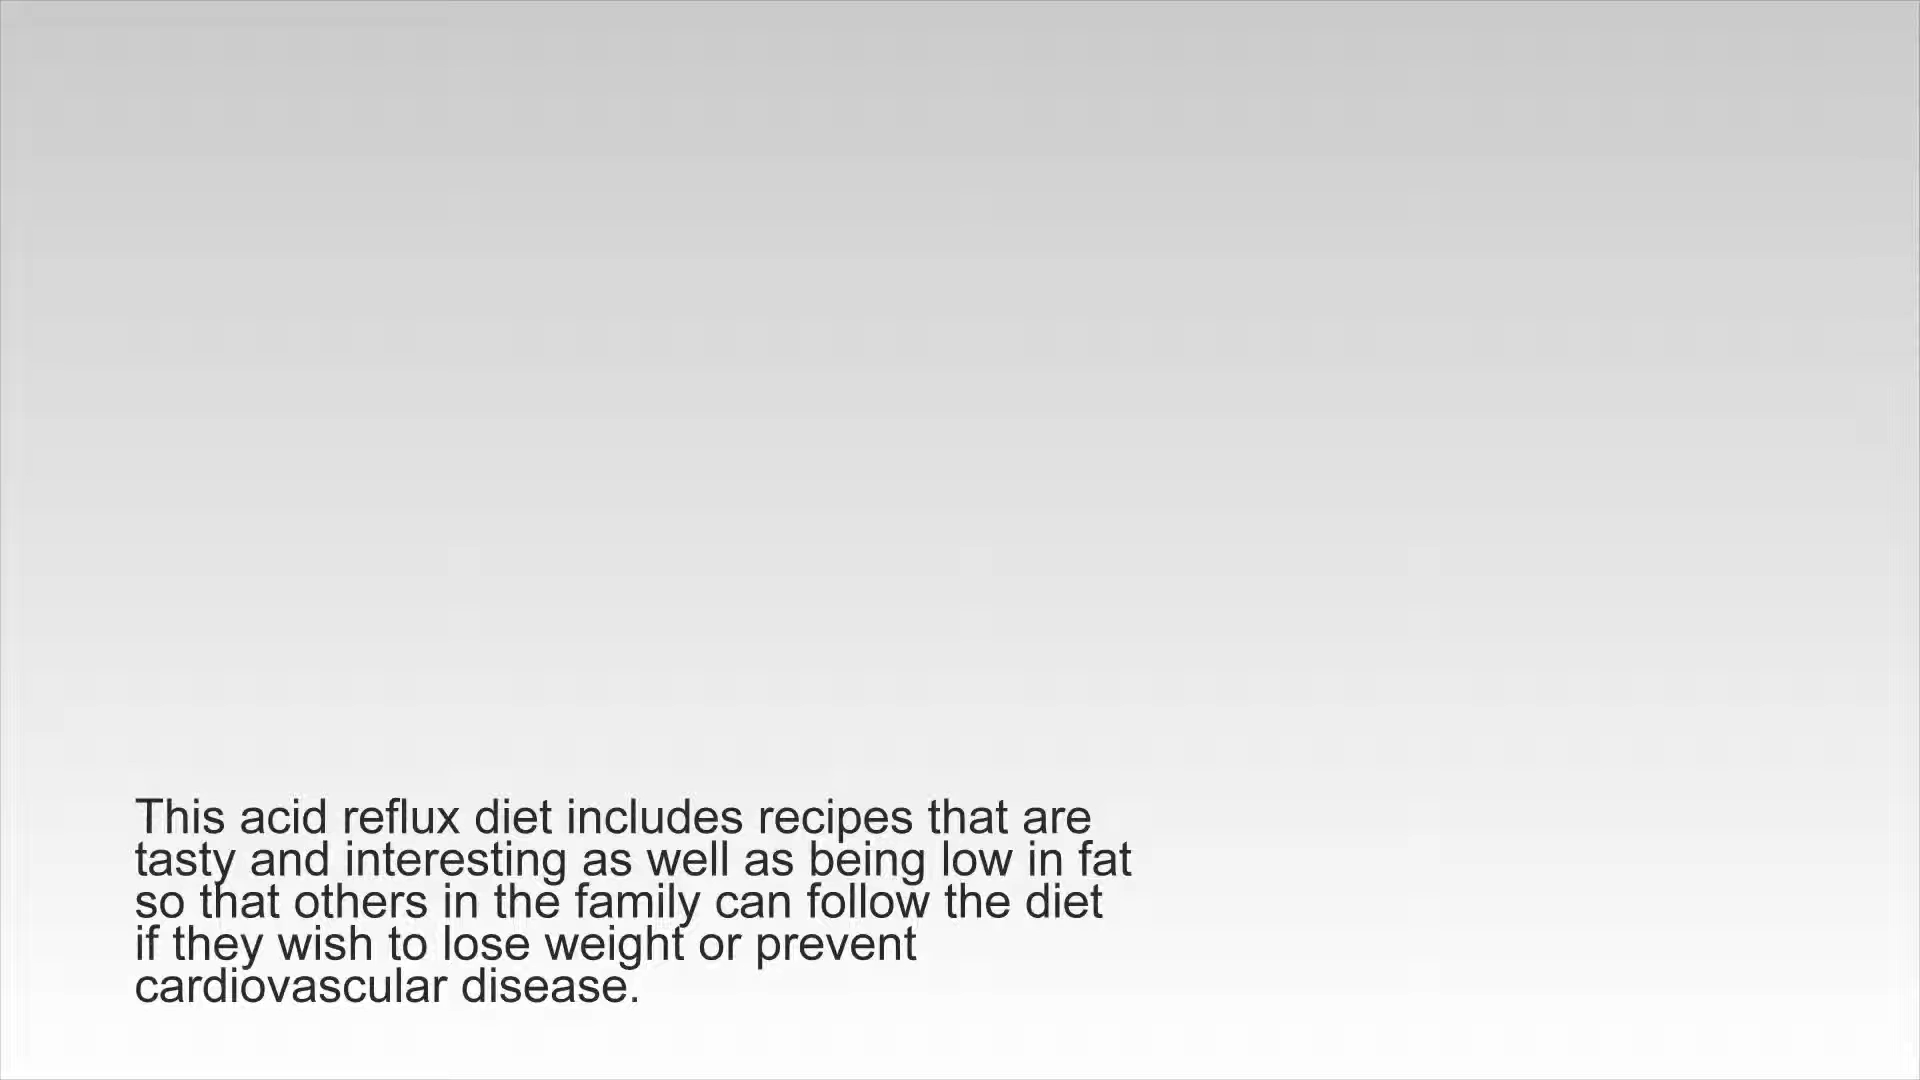 This acid reflux diet includes recipes that are
tasty and interesting as well as being low in fat
so that others in the family can follow the diet
if they wish to lose weight or prevent
cardiovascular disease.